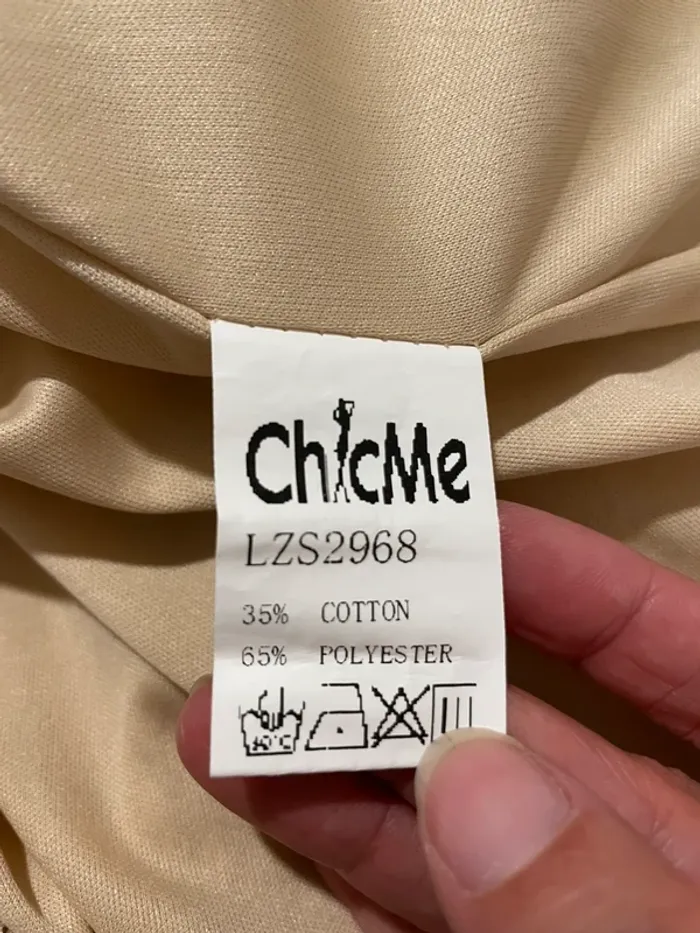 ChicMe
LZS2968
35% COTTON
65% POLYESTER